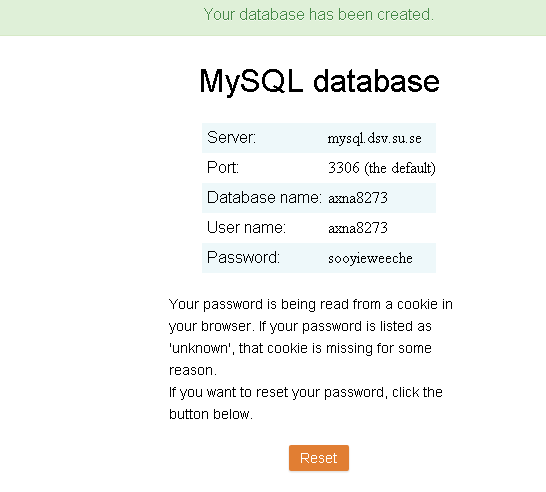 Your database has been created.
MySQL database
Server: mysql.dsv.su.se
Port: 3306 (the default)
Database name: axna8273
User name: axna8273
Password: sooyieweeche
Your password is being read from a cookie in
your browser. If your password is listed as
'unknown', that cookie is missing for some
reason.
If you want to reset your password, click the
button below.
Reset